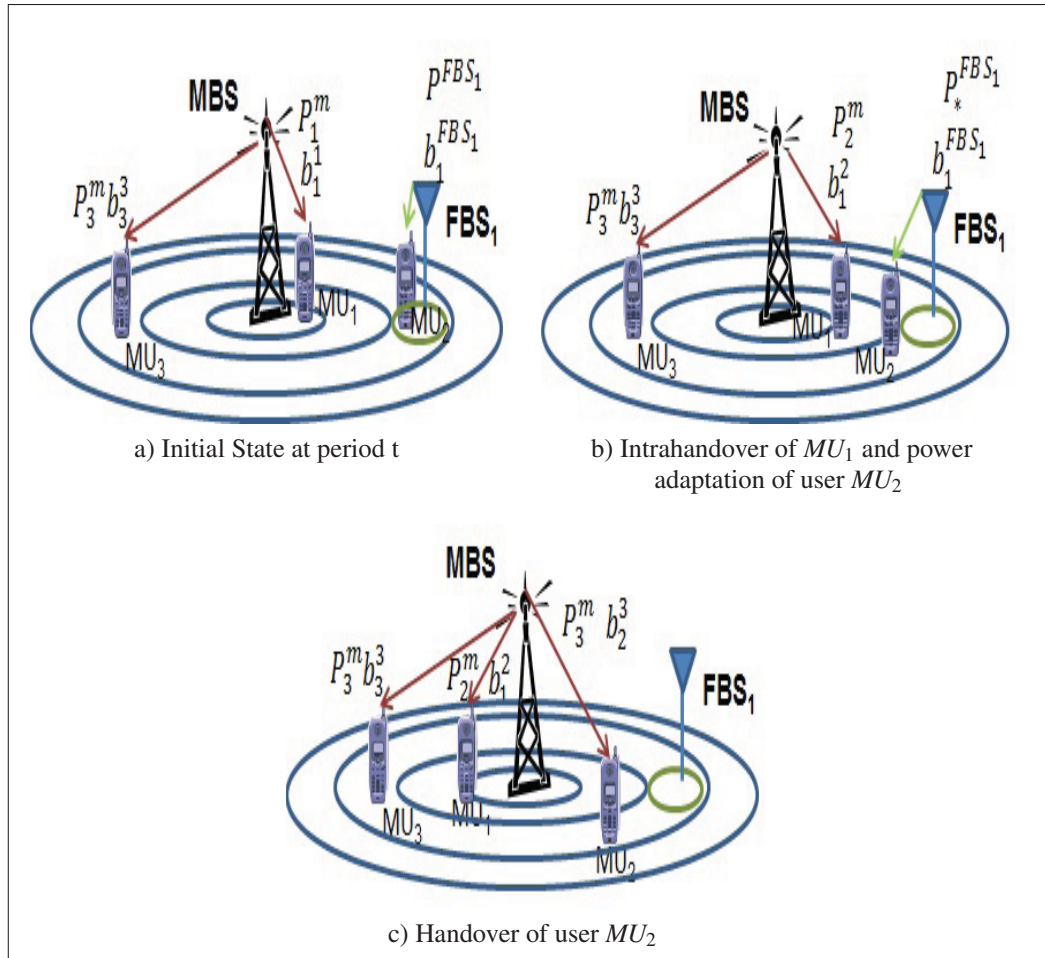 MBS
P_1^m
b_1^1
P^{FBS_1}
b_1^{FBS_1}
P_3^m b_3^3
FBS_1
MU_1
MU_2
MU_3
a) Initial State at period t
MBS
P_2^m
b_1^2
P_*^{FBS_1}
b_1^{FBS_1}
P_3^m b_3^3
FBS_1
MU_1
MU_2
MU_3
b) Intrahandover of MU_1 and power
adaptation of user MU_2
MBS
P_3^m b_2^3
P_3^m b_3^3
P_2^m b_1^2
FBS_1
MU_3
MU_1
MU_2
c) Handover of user MU_2